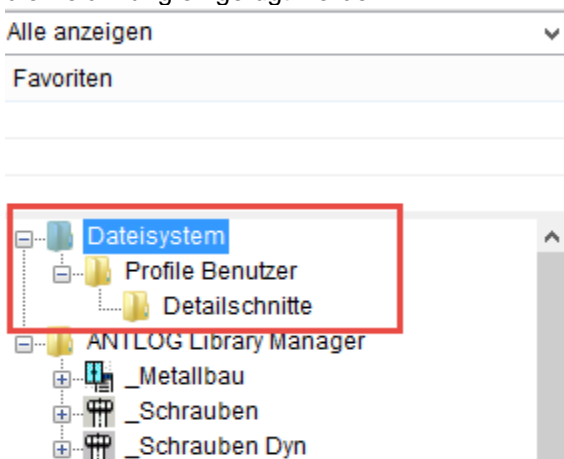 Alle anzeigen
Favoriten
Dateisystem
Profile Benutzer
Detailschnitte
ANTLOG Library Manager
_Metallbau
_Schrauben
_Schrauben Dyn